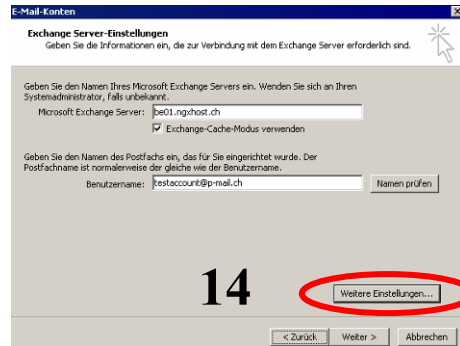 E-Mail-Konten
Exchange Server-Einstellungen
Geben Sie die Informationen ein, die zur Verbindung mit dem Exchange Server erforderlich sind.
Geben Sie den Namen Ihres Microsoft Exchange Servers ein. Wenden Sie sich an Ihren
Systemadministrator, falls unbekannt.
Microsoft Exchange Server: be01.ngxhost.ch
Exchange-Cache-Modus verwenden
Geben Sie den Namen des Postfachs ein, das für Sie eingerichtet wurde. Der
Postfachname ist normalerweise der gleiche wie der Benutzername.
Benutzername: testaccount@p-mail.ch Namen prüfen
14
Weitere Einstellungen...
< Zurück Weiter > Abbrechen